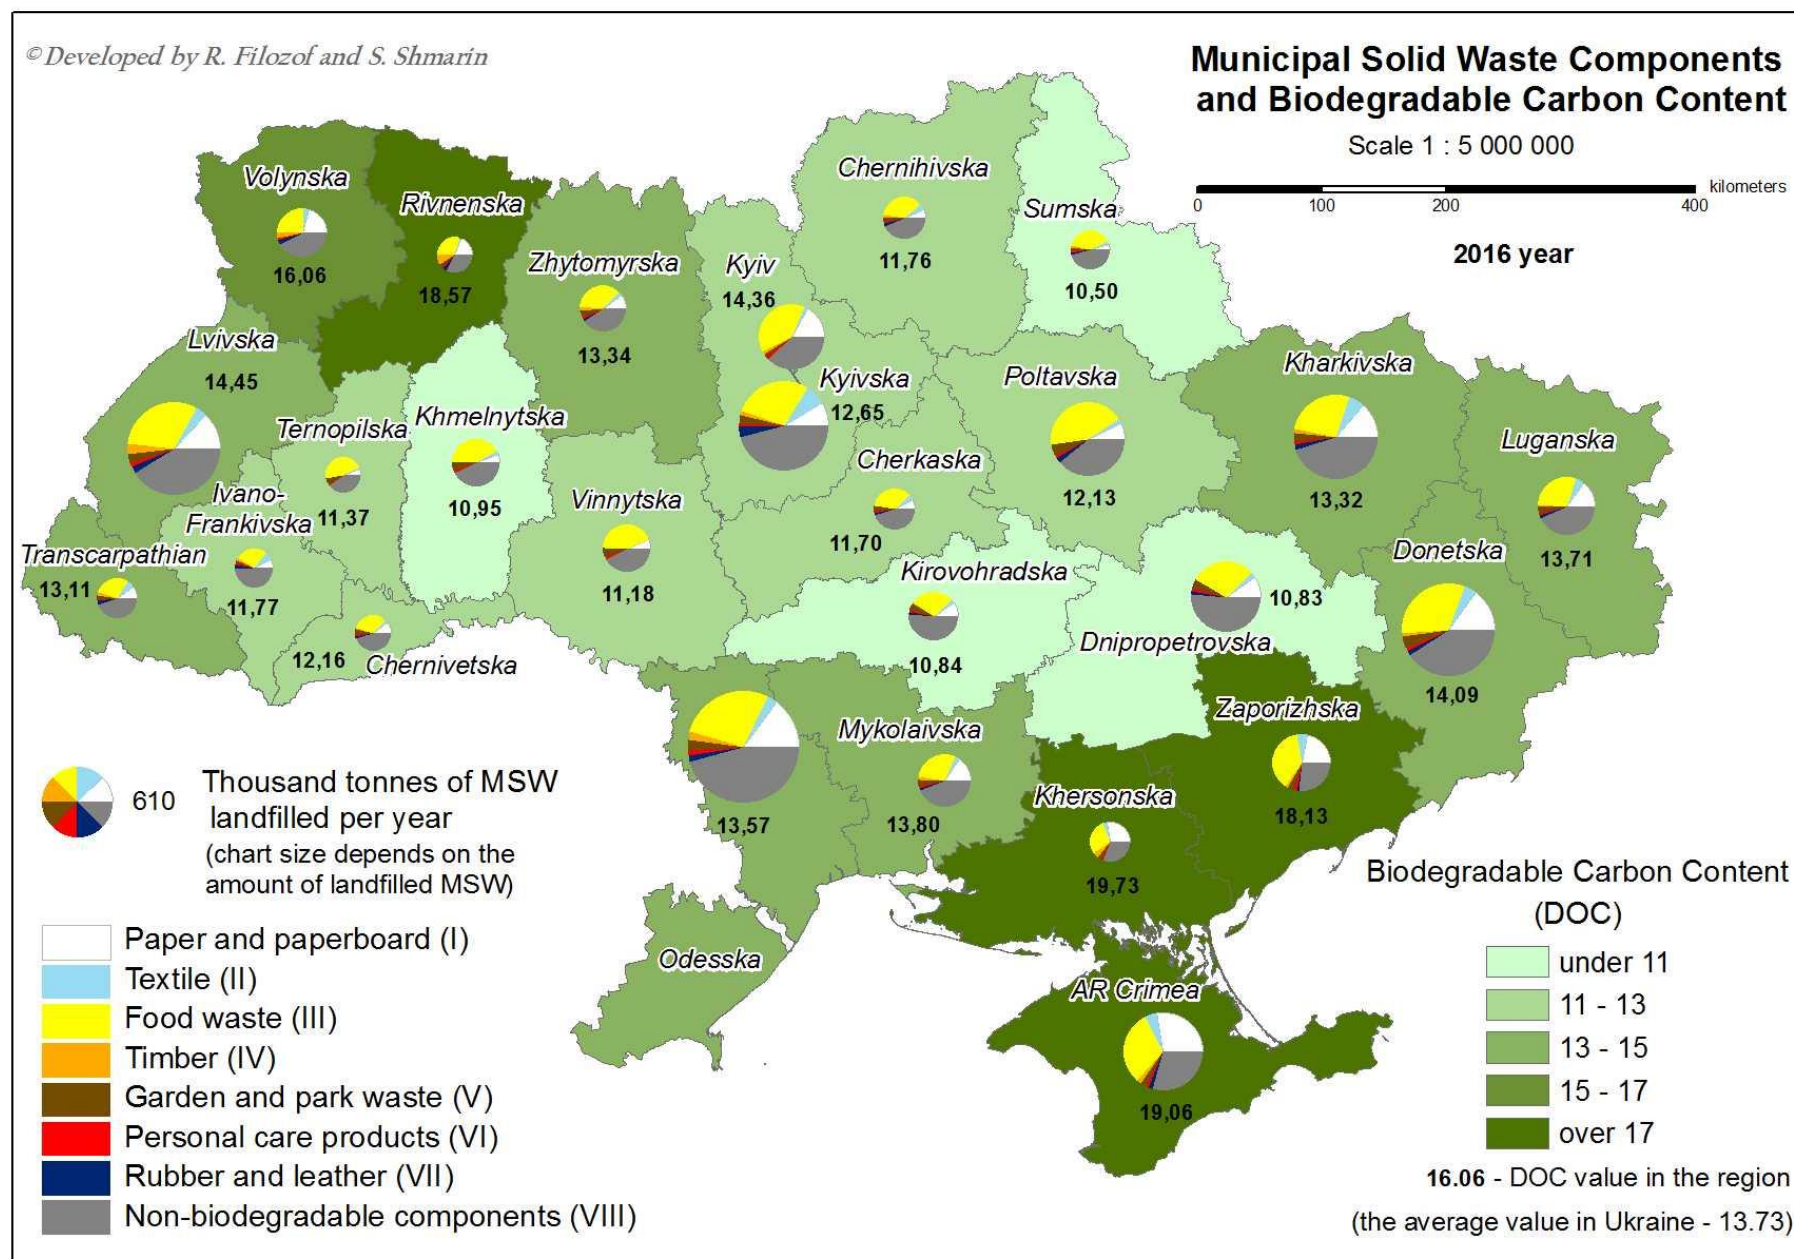 ©Developed by R. Filozof and S. Shmarin
Municipal Solid Waste Components
and Biodegradable Carbon Content
Scale 1 : 5 000 000
kilometers
0 100 200 400
2016 year
Volynska
16,06
Rivnenska
18,57
Zhytomyrska
13,34
Kyiv
14,36
Chernihivska
11,76
Sumska
10,50
Lvivska
14,45
Ternopilska
11,37
Khmelnytska
10,95
Kyivska
12,65
Poltavska
12,13
Kharkivska
13,32
Luganska
13,71
Ivano-
Frankivska
11,77
Transcarpathian
13,11
Chernivetska
12,16
Vinnytska
11,18
Cherkaska
11,70
Kirovohradska
10,84
Dnipropetrovska
10,83
Donetska
14,09
Zaporizhska
18,13
Mykolaivska
13,80
Khersonska
19,73
13,57
Odesska
AR Crimea
19,06
610
Thousand tonnes of MSW
landfilled per year
(chart size depends on the
amount of landfilled MSW)
Paper and paperboard (I)
Textile (II)
Food waste (III)
Timber (IV)
Garden and park waste (V)
Personal care products (VI)
Rubber and leather (VII)
Non-biodegradable components (VIII)
Biodegradable Carbon Content
(DOC)
under 11
11 - 13
13 - 15
15 - 17
over 17
16.06 - DOC value in the region
(the average value in Ukraine - 13.73)